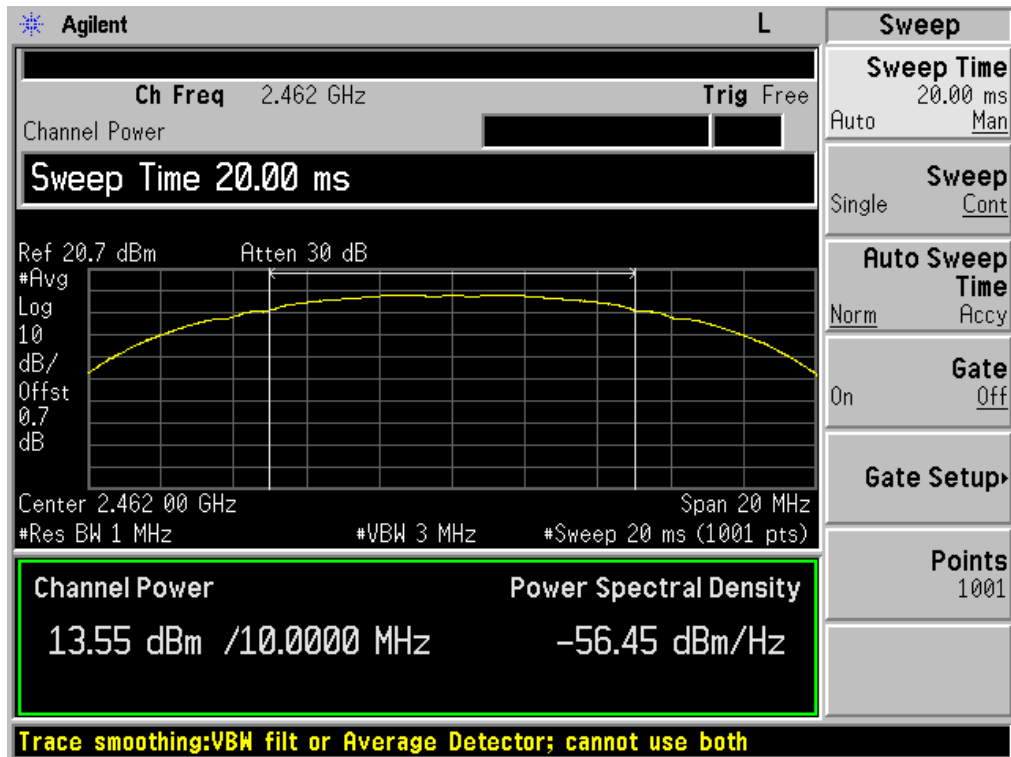 Agilent L Sweep
Ch Freq 2.462 GHz Trig Free
Channel Power
Sweep Time 20.00 ms
Ref 20.7 dBm Atten 30 dB
#Avg
Log
10
dB/
Offst
0.7
dB
Center 2.462 00 GHz Span 20 MHz
#Res BW 1 MHz #VBW 3 MHz #Sweep 20 ms (1001 pts)
Channel Power Power Spectral Density
13.55 dBm /10.0000 MHz -56.45 dBm/Hz
Trace smoothing:VBW filt or Average Detector; cannot use both
Sweep Time
20.00 ms
Auto Man
Sweep
Single Cont
Auto Sweep
Time
Norm Accy
Gate
On Off
Gate Setup
Points
1001